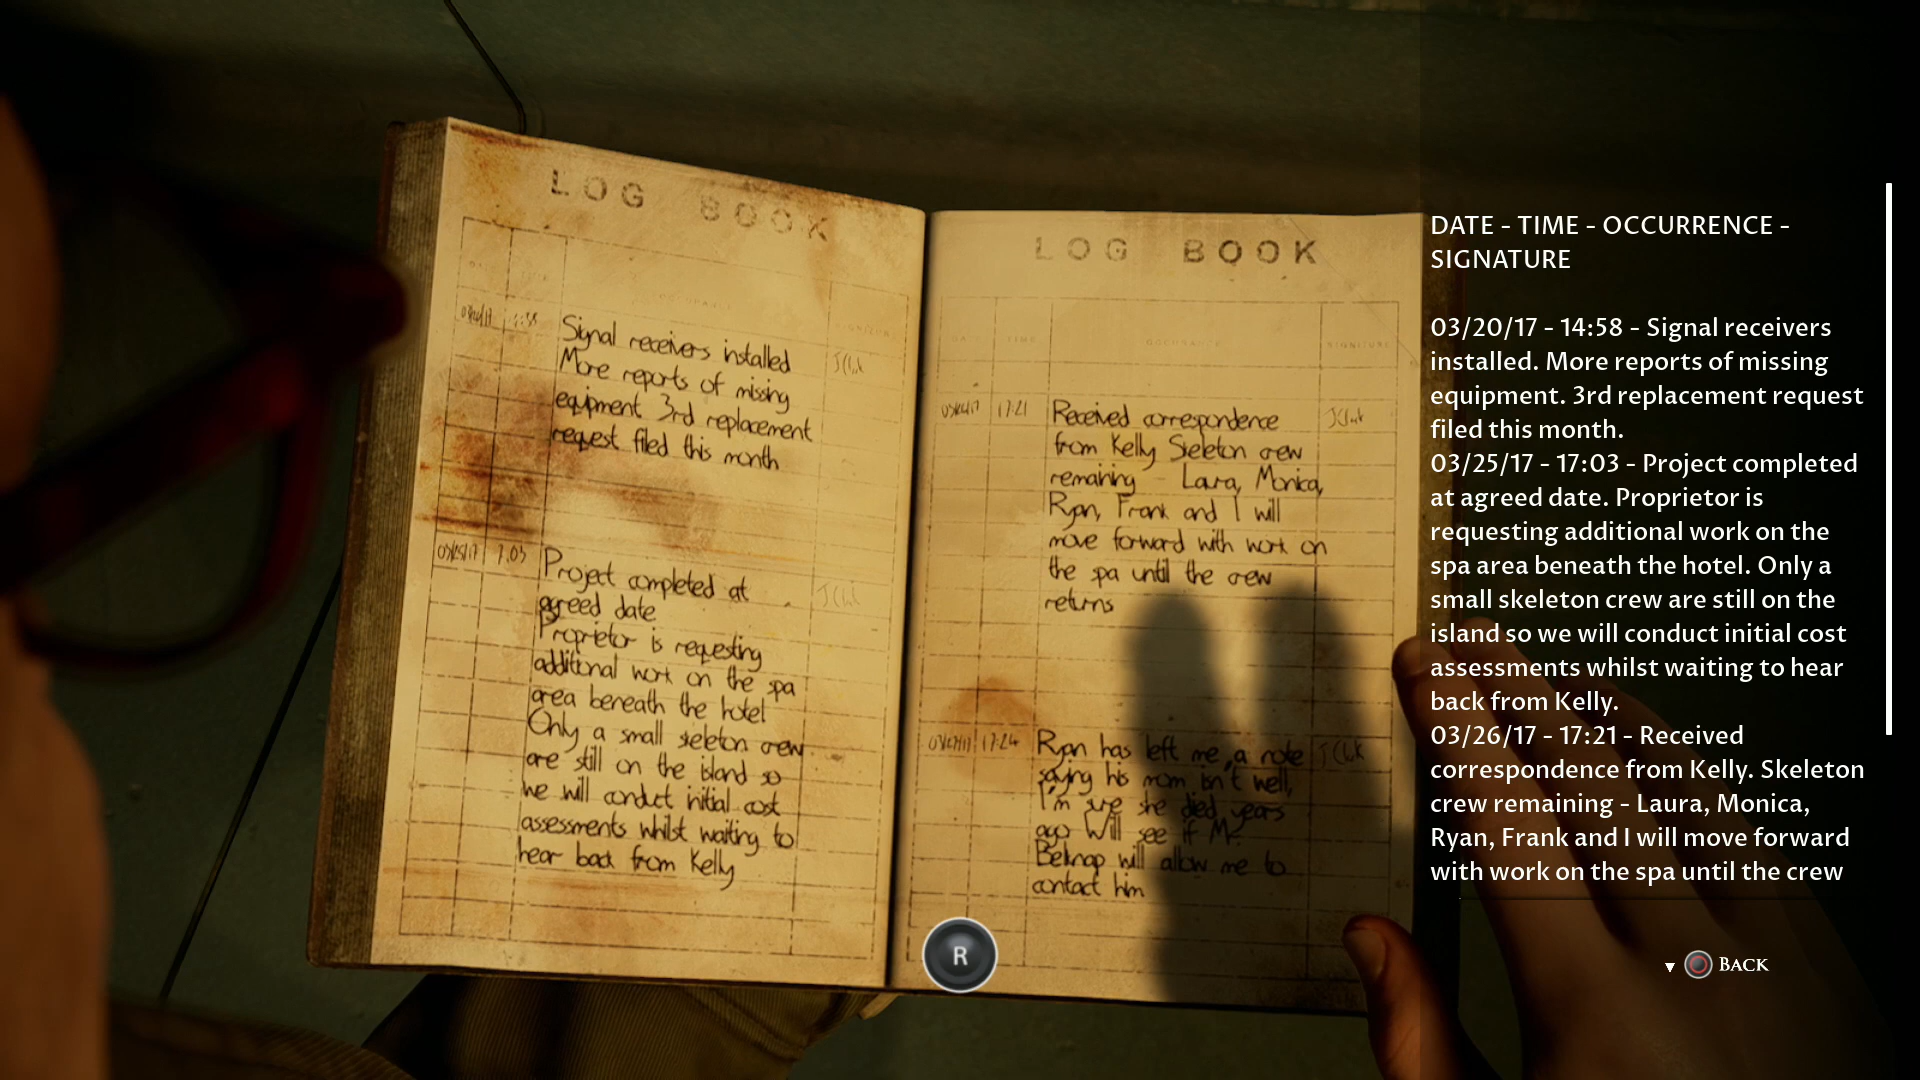 LOG BOOK
Signal receivers installed
More reports of missing
equipment 3rd replacement
request filed this month
Project completed at
agreed date
Proprietor is requesting
additional work on the spa
area beneath the hotel
Only a small skeleton crew
are still on the island so
we will conduct initial cost
assessments whilst waiting to
hear back from Kelly
LOG BOOK
TIME
SIGNATURE
17:21
Received correspondence
from Kelly Skeleton crew
remaining - Laura, Monica,
Ryan, Frank and I will
move forward with work on
the spa until the crew
returns
17:24
Ryan has left me a note
saying his mom isn't well,
I'm sure she died years
ago Will see if M.
Belknap will allow me to
contact him
R
DATE - TIME - OCCURRENCE -
SIGNATURE
03/20/17 - 14:58 - Signal receivers
installed. More reports of missing
equipment. 3rd replacement request
filed this month.
03/25/17 - 17:03 - Project completed
at agreed date. Proprietor is
requesting additional work on the
spa area beneath the hotel. Only a
small skeleton crew are still on the
island so we will conduct initial cost
assessments whilst waiting to hear
back from Kelly.
03/26/17 - 17:21 - Received
correspondence from Kelly. Skeleton
crew remaining - Laura, Monica,
Ryan, Frank and I will move forward
with work on the spa until the crew
BACK